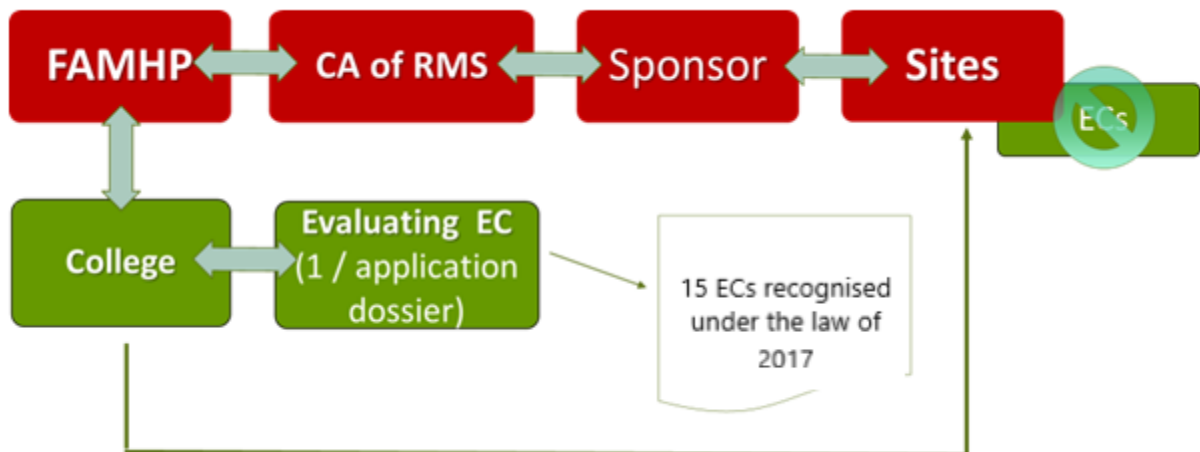 FAMHP
CA of RMS
Sponsor
Sites
ECs
College
Evaluating EC
(1 / application
dossier)
15 ECs recognised
under the law of
2017